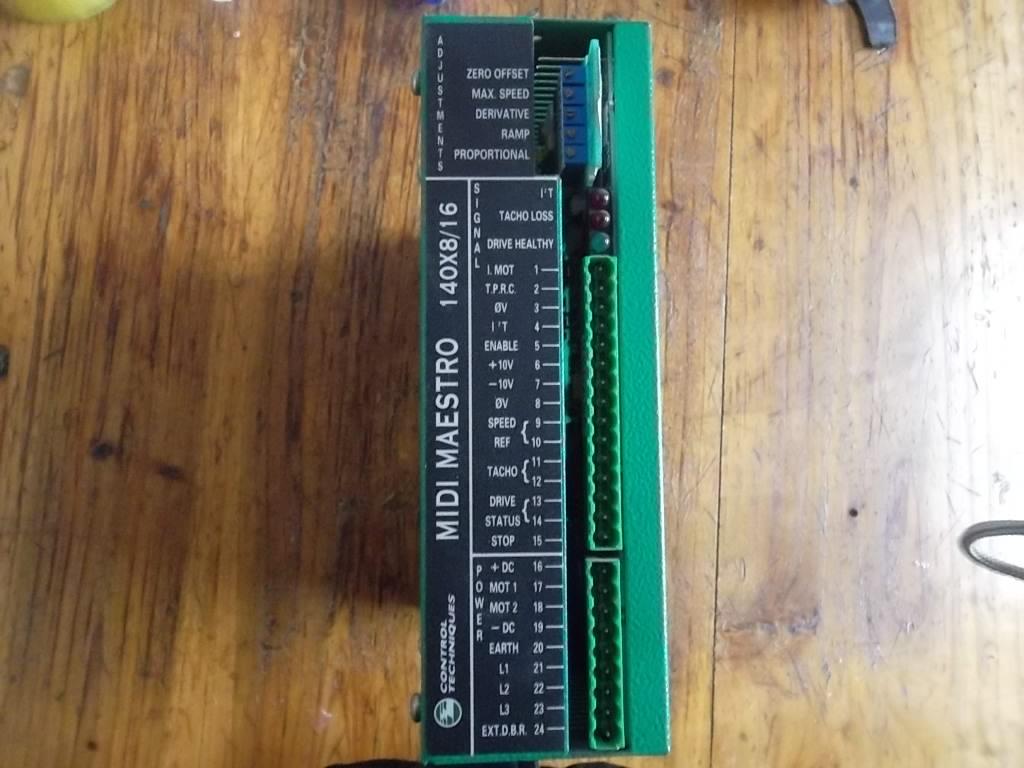 ADJUSTMENTS
ZERO OFFSET
MAX. SPEED
DERIVATIVE
RAMP
PROPORTIONAL
MIDI MAESTRO 140X8/16
CONTROL
TECHNIQUES
SIGNAL
I²T
TACHO LOSS
DRIVE HEALTHY
I. MOT 1
T.P.R.C. 2
ØV 3
I²T 4
ENABLE 5
+10V 6
−10V 7
ØV 8
SPEED { 9
REF 10
TACHO { 11
12
DRIVE { 13
STATUS 14
STOP 15
POWER
+ DC 16
MOT 1 17
MOT 2 18
− DC 19
EARTH 20
L1 21
L2 22
L3 23
EXT.D.B.R. 24